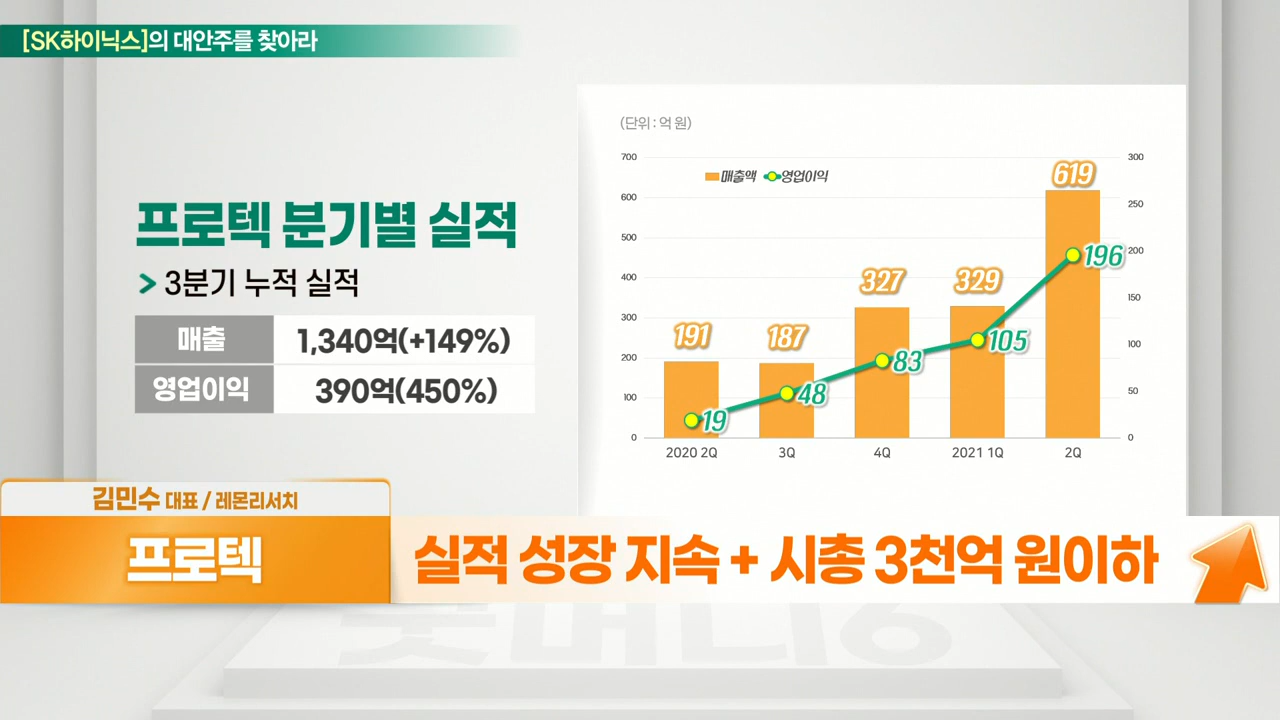 [SK하이닉스]의 대안주를 찾아라
프로텍 분기별 실적
> 3분기 누적 실적
매출 1,340억(+149%)
영업이익 390억(450%)
(단위 : 억 원)
매출액 영업이익
700
600
500
400
300
200
100
0
300
250
200
150
100
50
0
191
187
327
329
619
19
48
83
105
196
2020 2Q 3Q 4Q 2021 1Q 2Q
김민수 대표 / 레몬리서치
프로텍
실적 성장 지속 + 시총 3천억 원이하
굿머니6